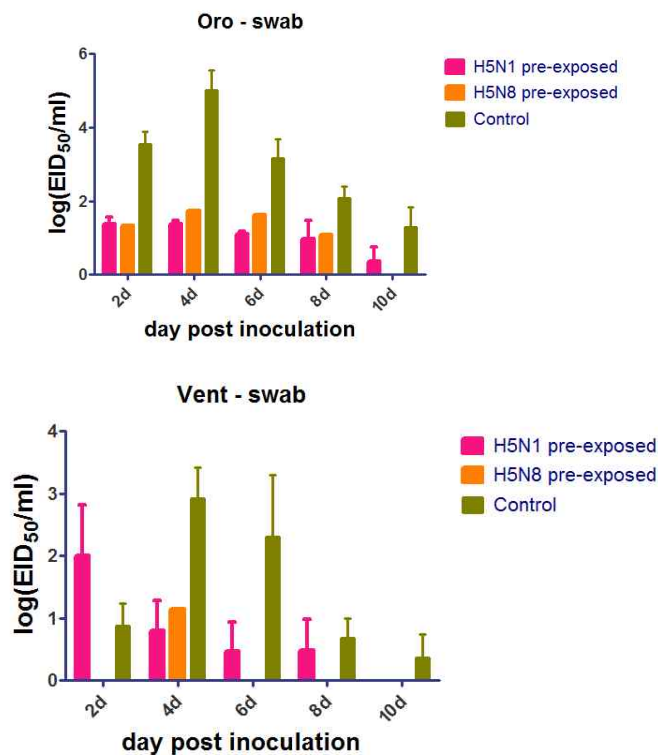 Oro - swab
log(EID50/ml)
6
4
2
0
2d
4d
6d
8d
10d
day post inoculation
H5N1 pre-exposed
H5N8 pre-exposed
Control
Vent - swab
log(EID50/ml)
4
3
2
1
0
2d
4d
6d
8d
10d
day post inoculation
H5N1 pre-exposed
H5N8 pre-exposed
Control